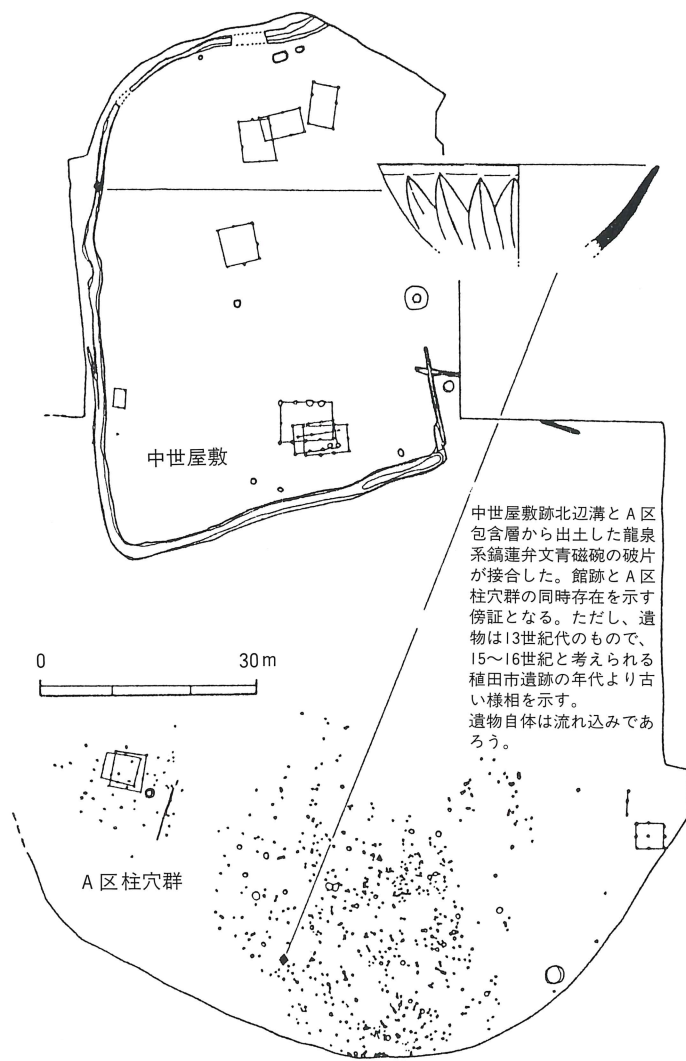 中世屋敷
中世屋敷跡北辺溝とA区
包含層から出土した龍泉
系鎬蓮弁文青磁碗の破片
が接合した。館跡とA区
柱穴群の同時存在を示す
傍証となる。ただし、遺
物は13世紀代のもので、
15〜16世紀と考えられる
稙田市遺跡の年代より古
い様相を示す。
遺物自体は流れ込みであ
ろう。
0 30m
A区柱穴群